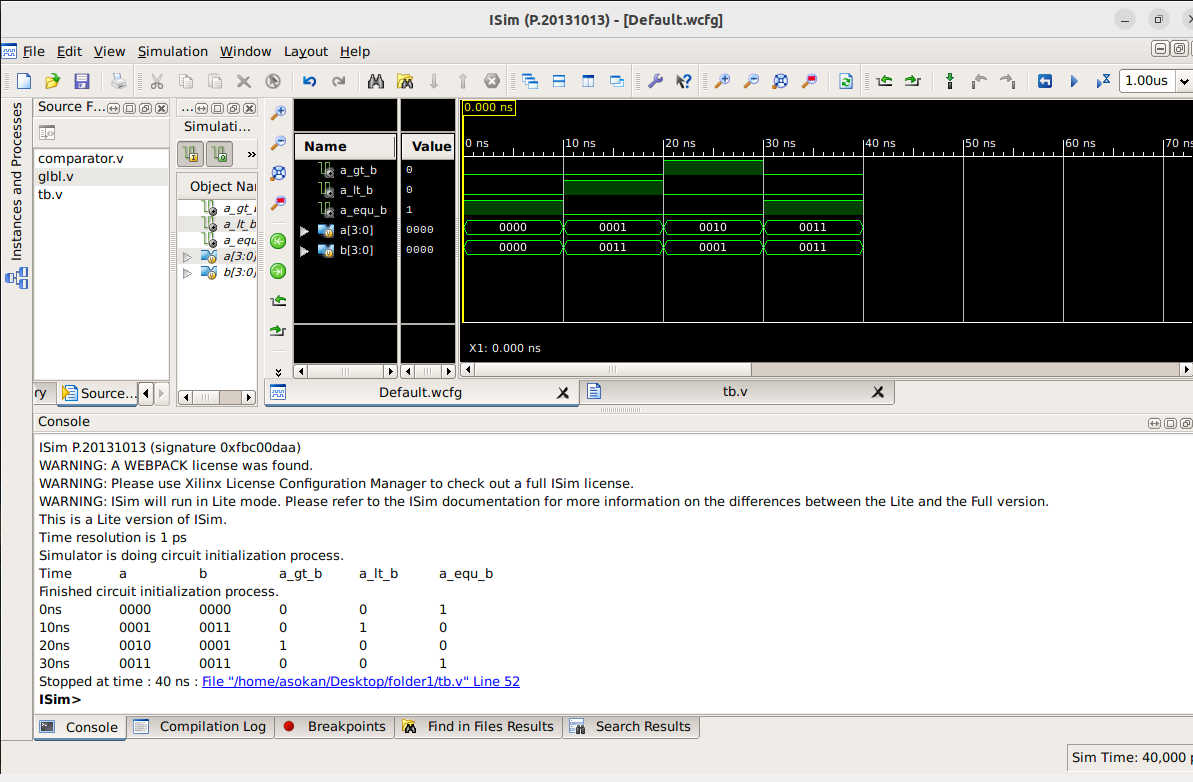 ISim (P.20131013) - [Default.wcfg]
File Edit View Simulation Window Layout Help
1.00us
Instances and Processes
Source F...
comparator.v
glbl.v
tb.v
ry Source...
...
Simulati...
»
Object Nar
a_gt_l
a_lt_b
a_equ
a[3:0]
b[3:0]
Name Value
a_gt_b 0
a_lt_b 0
a_equ_b 1
a[3:0] 0000
b[3:0] 0000
0.000 ns
0 ns 10 ns 20 ns 30 ns 40 ns 50 ns 60 ns 70 ns
0000 0001 0010 0011
0000 0011 0001 0011
X1: 0.000 ns
Default.wcfg tb.v
Console
ISim P.20131013 (signature 0xfbc00daa)
WARNING: A WEBPACK license was found.
WARNING: Please use Xilinx License Configuration Manager to check out a full ISim license.
WARNING: ISim will run in Lite mode. Please refer to the ISim documentation for more information on the differences between the Lite and the Full version.
This is a Lite version of ISim.
Time resolution is 1 ps
Simulator is doing circuit initialization process.
Time a b a_gt_b a_lt_b a_equ_b
Finished circuit initialization process.
0ns 0000 0000 0 0 1
10ns 0001 0011 0 1 0
20ns 0010 0001 1 0 0
30ns 0011 0011 0 0 1
Stopped at time : 40 ns : File "/home/asokan/Desktop/folder1/tb.v" Line 52
ISim>
Console Compilation Log Breakpoints Find in Files Results Search Results
Sim Time: 40,000 p